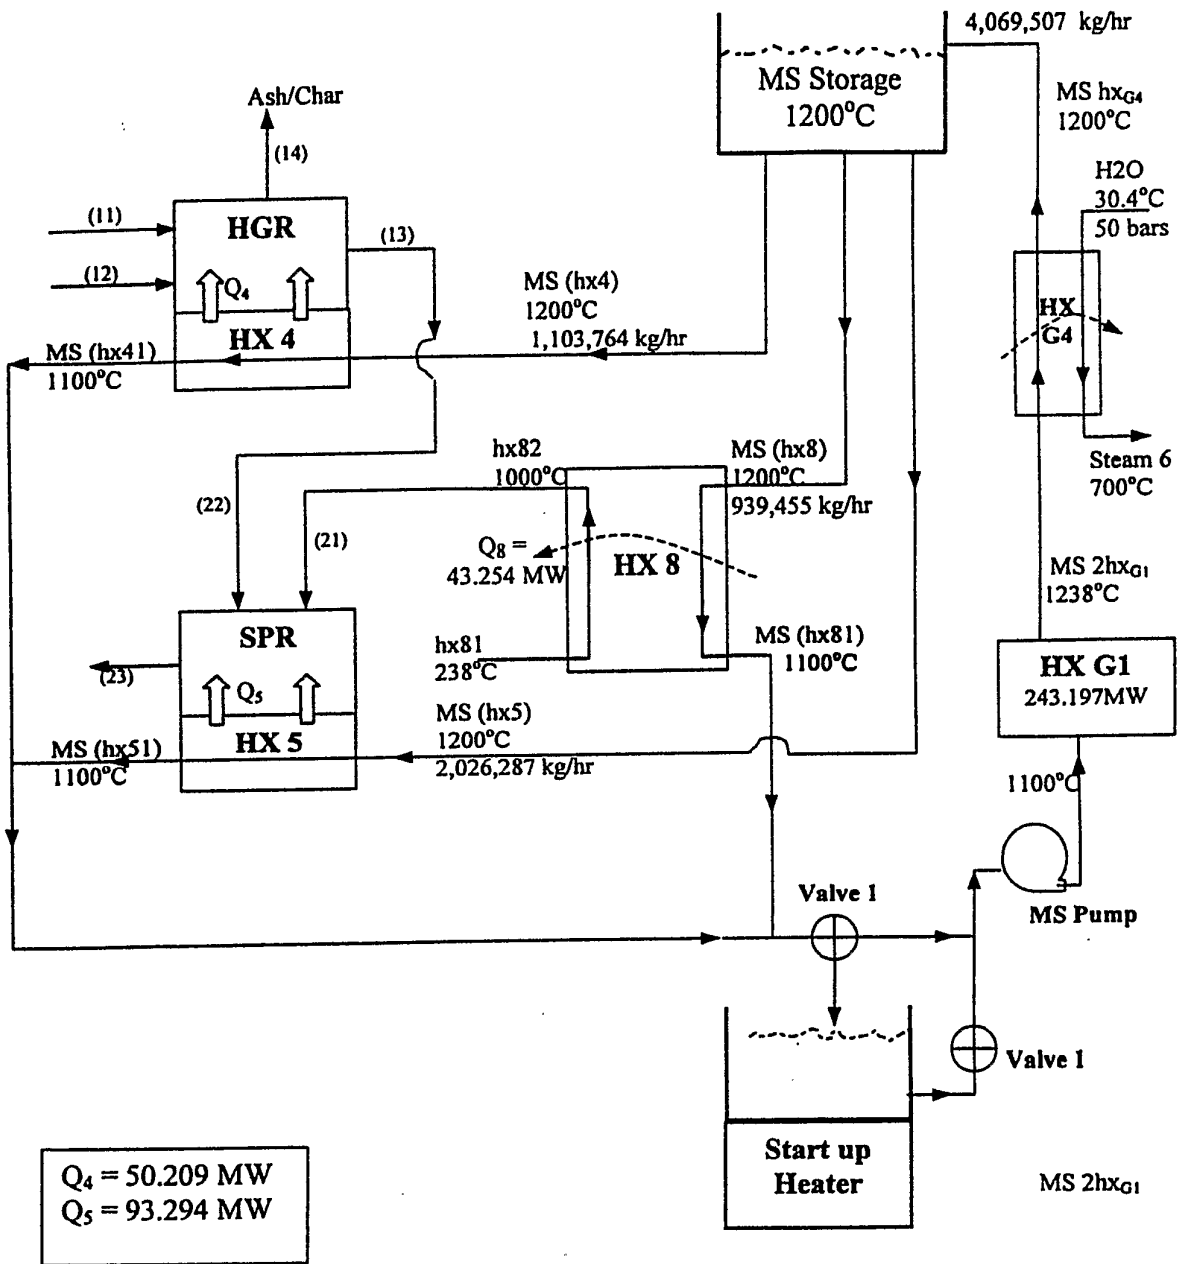 4,069,507 kg/hr
MS Storage
1200°C
MS hxG4
1200°C
H2O
30.4°C
50 bars
HX
G4
Steam 6
700°C
Ash/Char
(14)
(11)
HGR
(13)
(12)
Q4
HX 4
MS (hx41)
1100°C
MS (hx4)
1200°C
1,103,764 kg/hr
hx82
1000°C
MS (hx8)
1200°C
939,455 kg/hr
(22)
(21)
Q8 =
43.254 MW
HX 8
MS 2hxG1
1238°C
SPR
hx81
238°C
MS (hx81)
1100°C
HX G1
243.197MW
(23)
Q5
HX 5
MS (hx51)
1100°C
MS (hx5)
1200°C
2,026,287 kg/hr
1100°C
Valve 1
MS Pump
Valve 1
Start up
Heater
MS 2hxG1
Q4 = 50.209 MW
Q5 = 93.294 MW